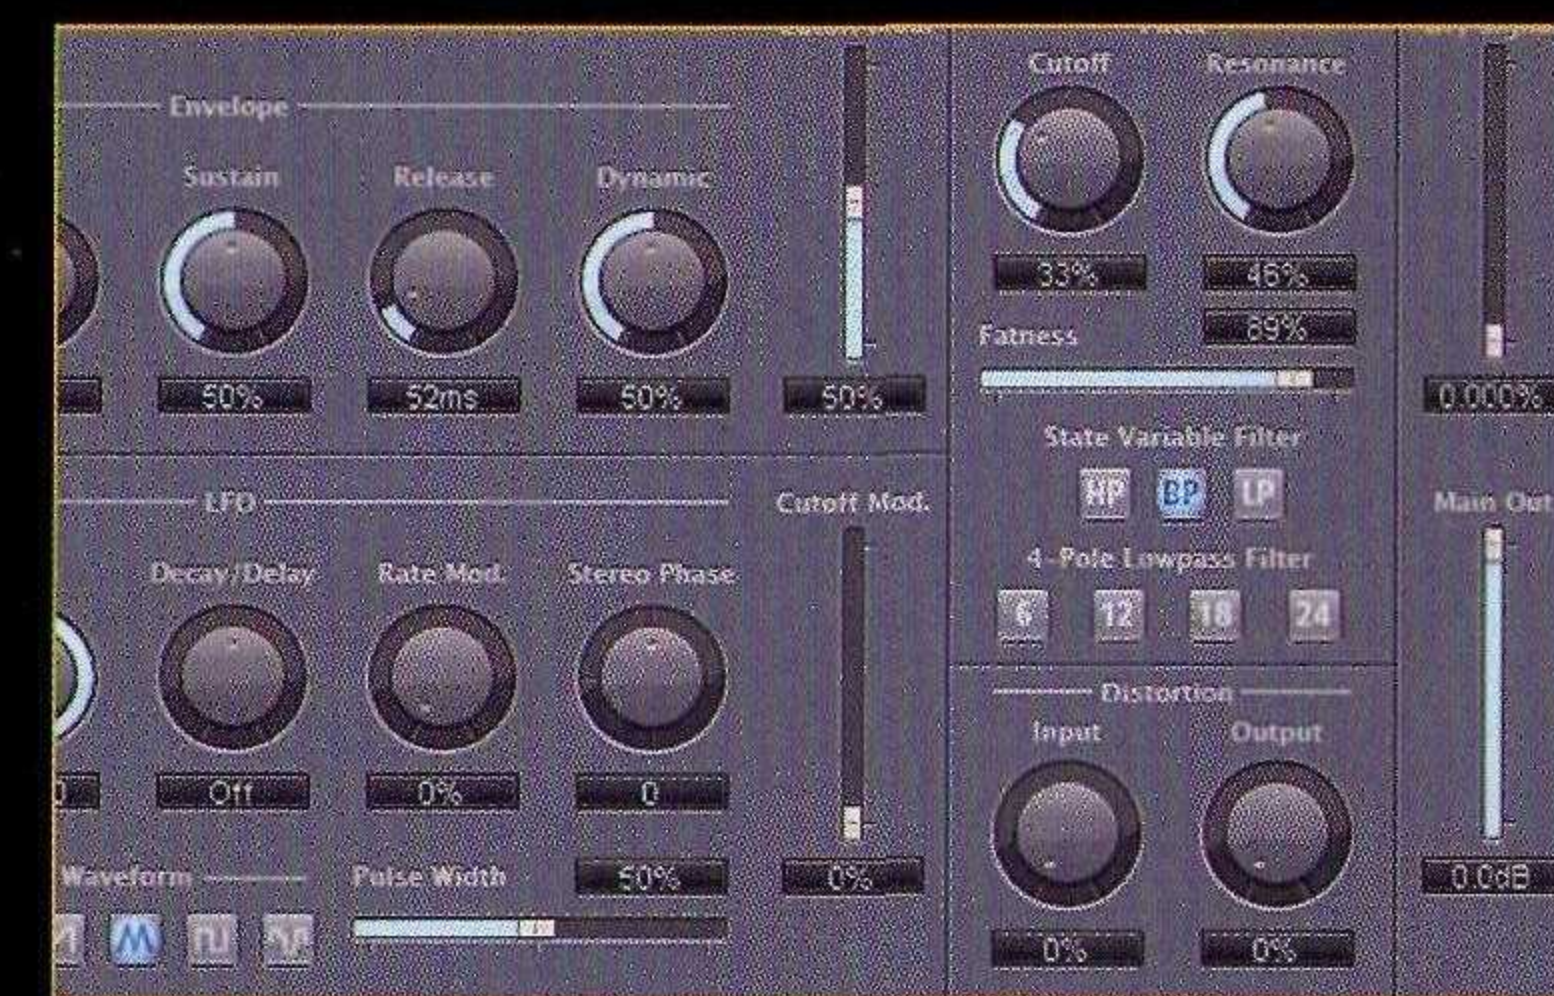 Envelope
Sustain
Release
Dynamic
50%
52ms
50%
50%
LFO
Decay/Delay
Rate Mod.
Stereo Phase
Off
0%
0
Waveform
Pulse Width
50%
Cutoff Mod.
0%
Cutoff
Resonance
33%
46%
Fatness
89%
State Variable Filter
HP
BP
LP
4-Pole Lowpass Filter
6
12
18
24
Distortion
Input
Output
0%
0%
0.000%
Main Out
0.0dB